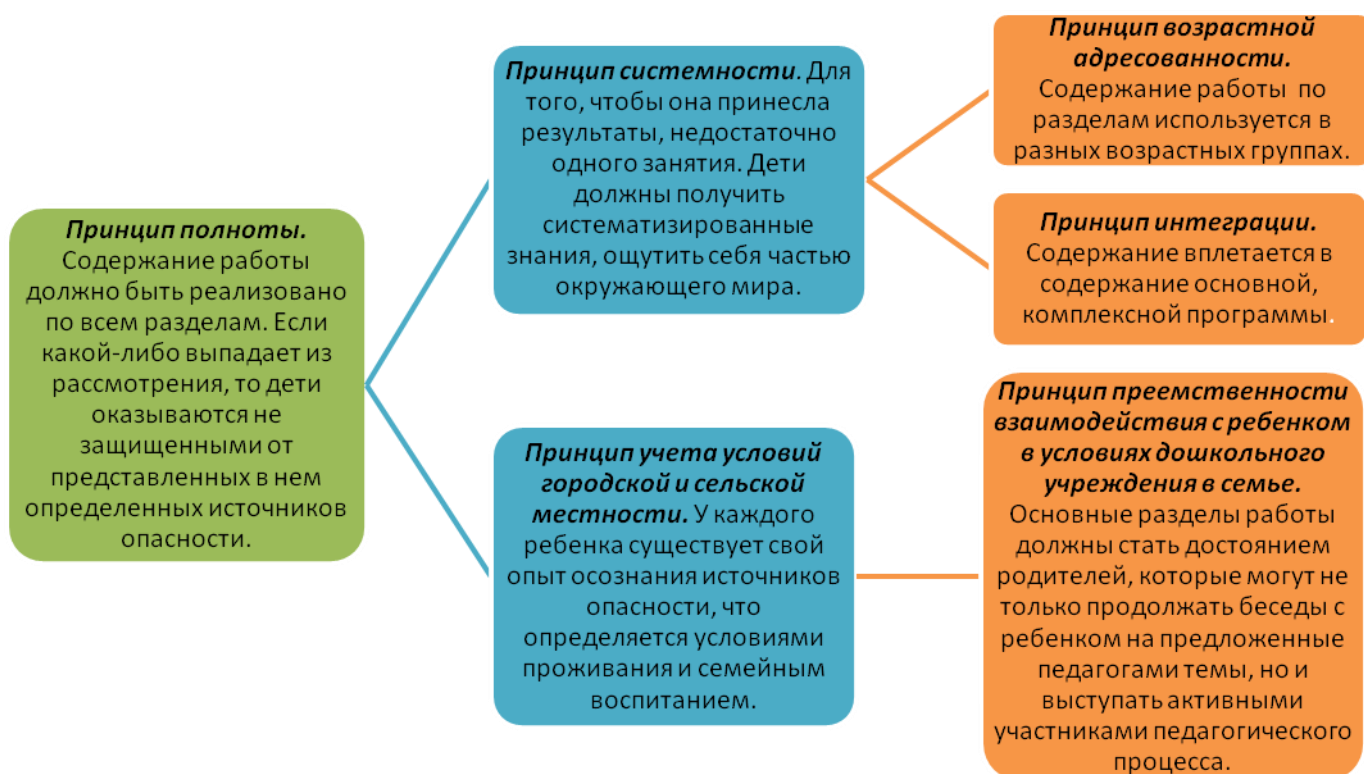 Принцип полноты.
Содержание работы
должно быть реализовано
по всем разделам. Если
какой-либо выпадает из
рассмотрения, то дети
оказываются не
защищенными от
представленных в нем
определенных источников
опасности.
Принцип системности. Для
того, чтобы она принесла
результаты, недостаточно
одного занятия. Дети
должны получить
систематизированные
знания, ощутить себя частью
окружающего мира.
Принцип учета условий
городской и сельской
местности. У каждого
ребенка существует свой
опыт осознания источников
опасности, что
определяется условиями
проживания и семейным
воспитанием.
Принцип возрастной
адресованности.
Содержание работы по
разделам используется в
разных возрастных группах.
Принцип интеграции.
Содержание вплетается в
содержание основной,
комплексной программы.
Принцип преемственности
взаимодействия с ребенком
в условиях дошкольного
учреждения в семье.
Основные разделы работы
должны стать достоянием
родителей, которые могут не
только продолжать беседы с
ребенком на предложенные
педагогами темы, но и
выступать активными
участниками педагогического
процесса.